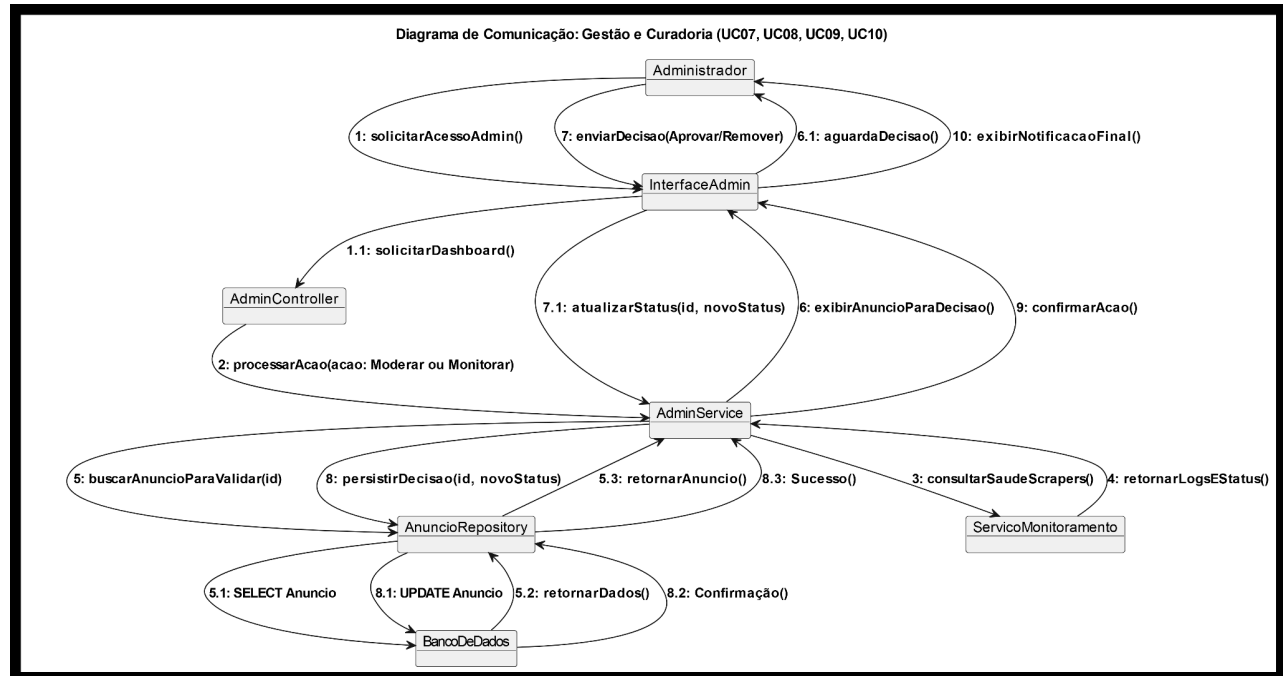 Diagrama de Comunicação: Gestão e Curadoria (UC07, UC08, UC09, UC10)
Administrador
1: solicitarAcessoAdmin()
7: enviarDecisao(Aprovar/Remover)
6.1: aguardaDecisao()
10: exibirNotificacaoFinal()
InterfaceAdmin
1.1: solicitarDashboard()
AdminController
7.1: atualizarStatus(id, novoStatus)
6: exibirAnuncioParaDecisao()
9: confirmarAcao()
2: processarAcao(acao: Moderar ou Monitorar)
AdminService
5: buscarAnuncioParaValidar(id)
8: persistirDecisao(id, novoStatus)
5.3: retornarAnuncio()
8.3: Sucesso()
3: consultarSaudeScrapers()
4: retornarLogsEStatus()
AnuncioRepository
ServicoMonitoramento
5.1: SELECT Anuncio
8.1: UPDATE Anuncio
5.2: retornarDados()
8.2: Confirmação()
BancoDeDados